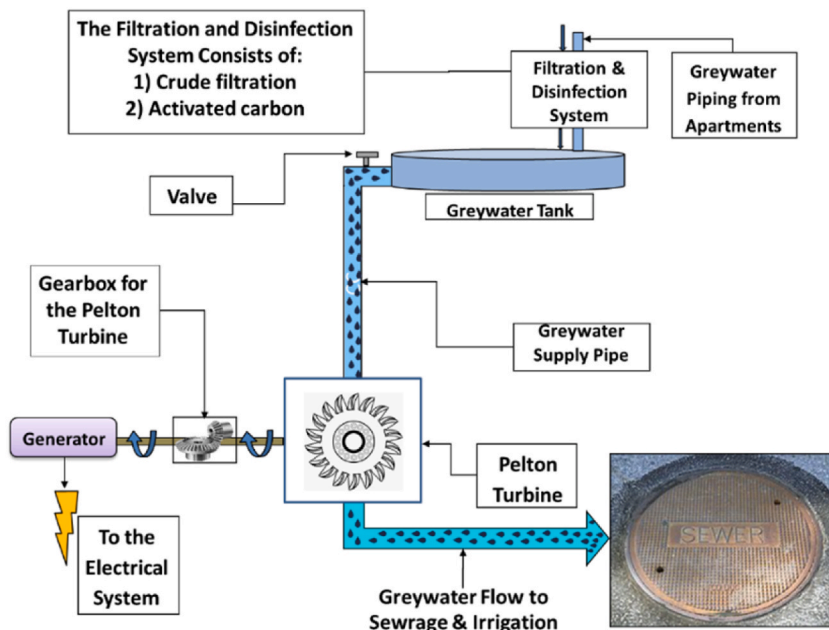 The Filtration and Disinfection
System Consists of:
1) Crude filtration
2) Activated carbon
Filtration &
Disinfection
System
Greywater
Piping from
Apartments
Valve
Greywater Tank
Gearbox for
the Pelton
Turbine
Greywater
Supply Pipe
Generator
Pelton
Turbine
SEWER
To the
Electrical
System
Greywater Flow to
Sewrage & Irrigation